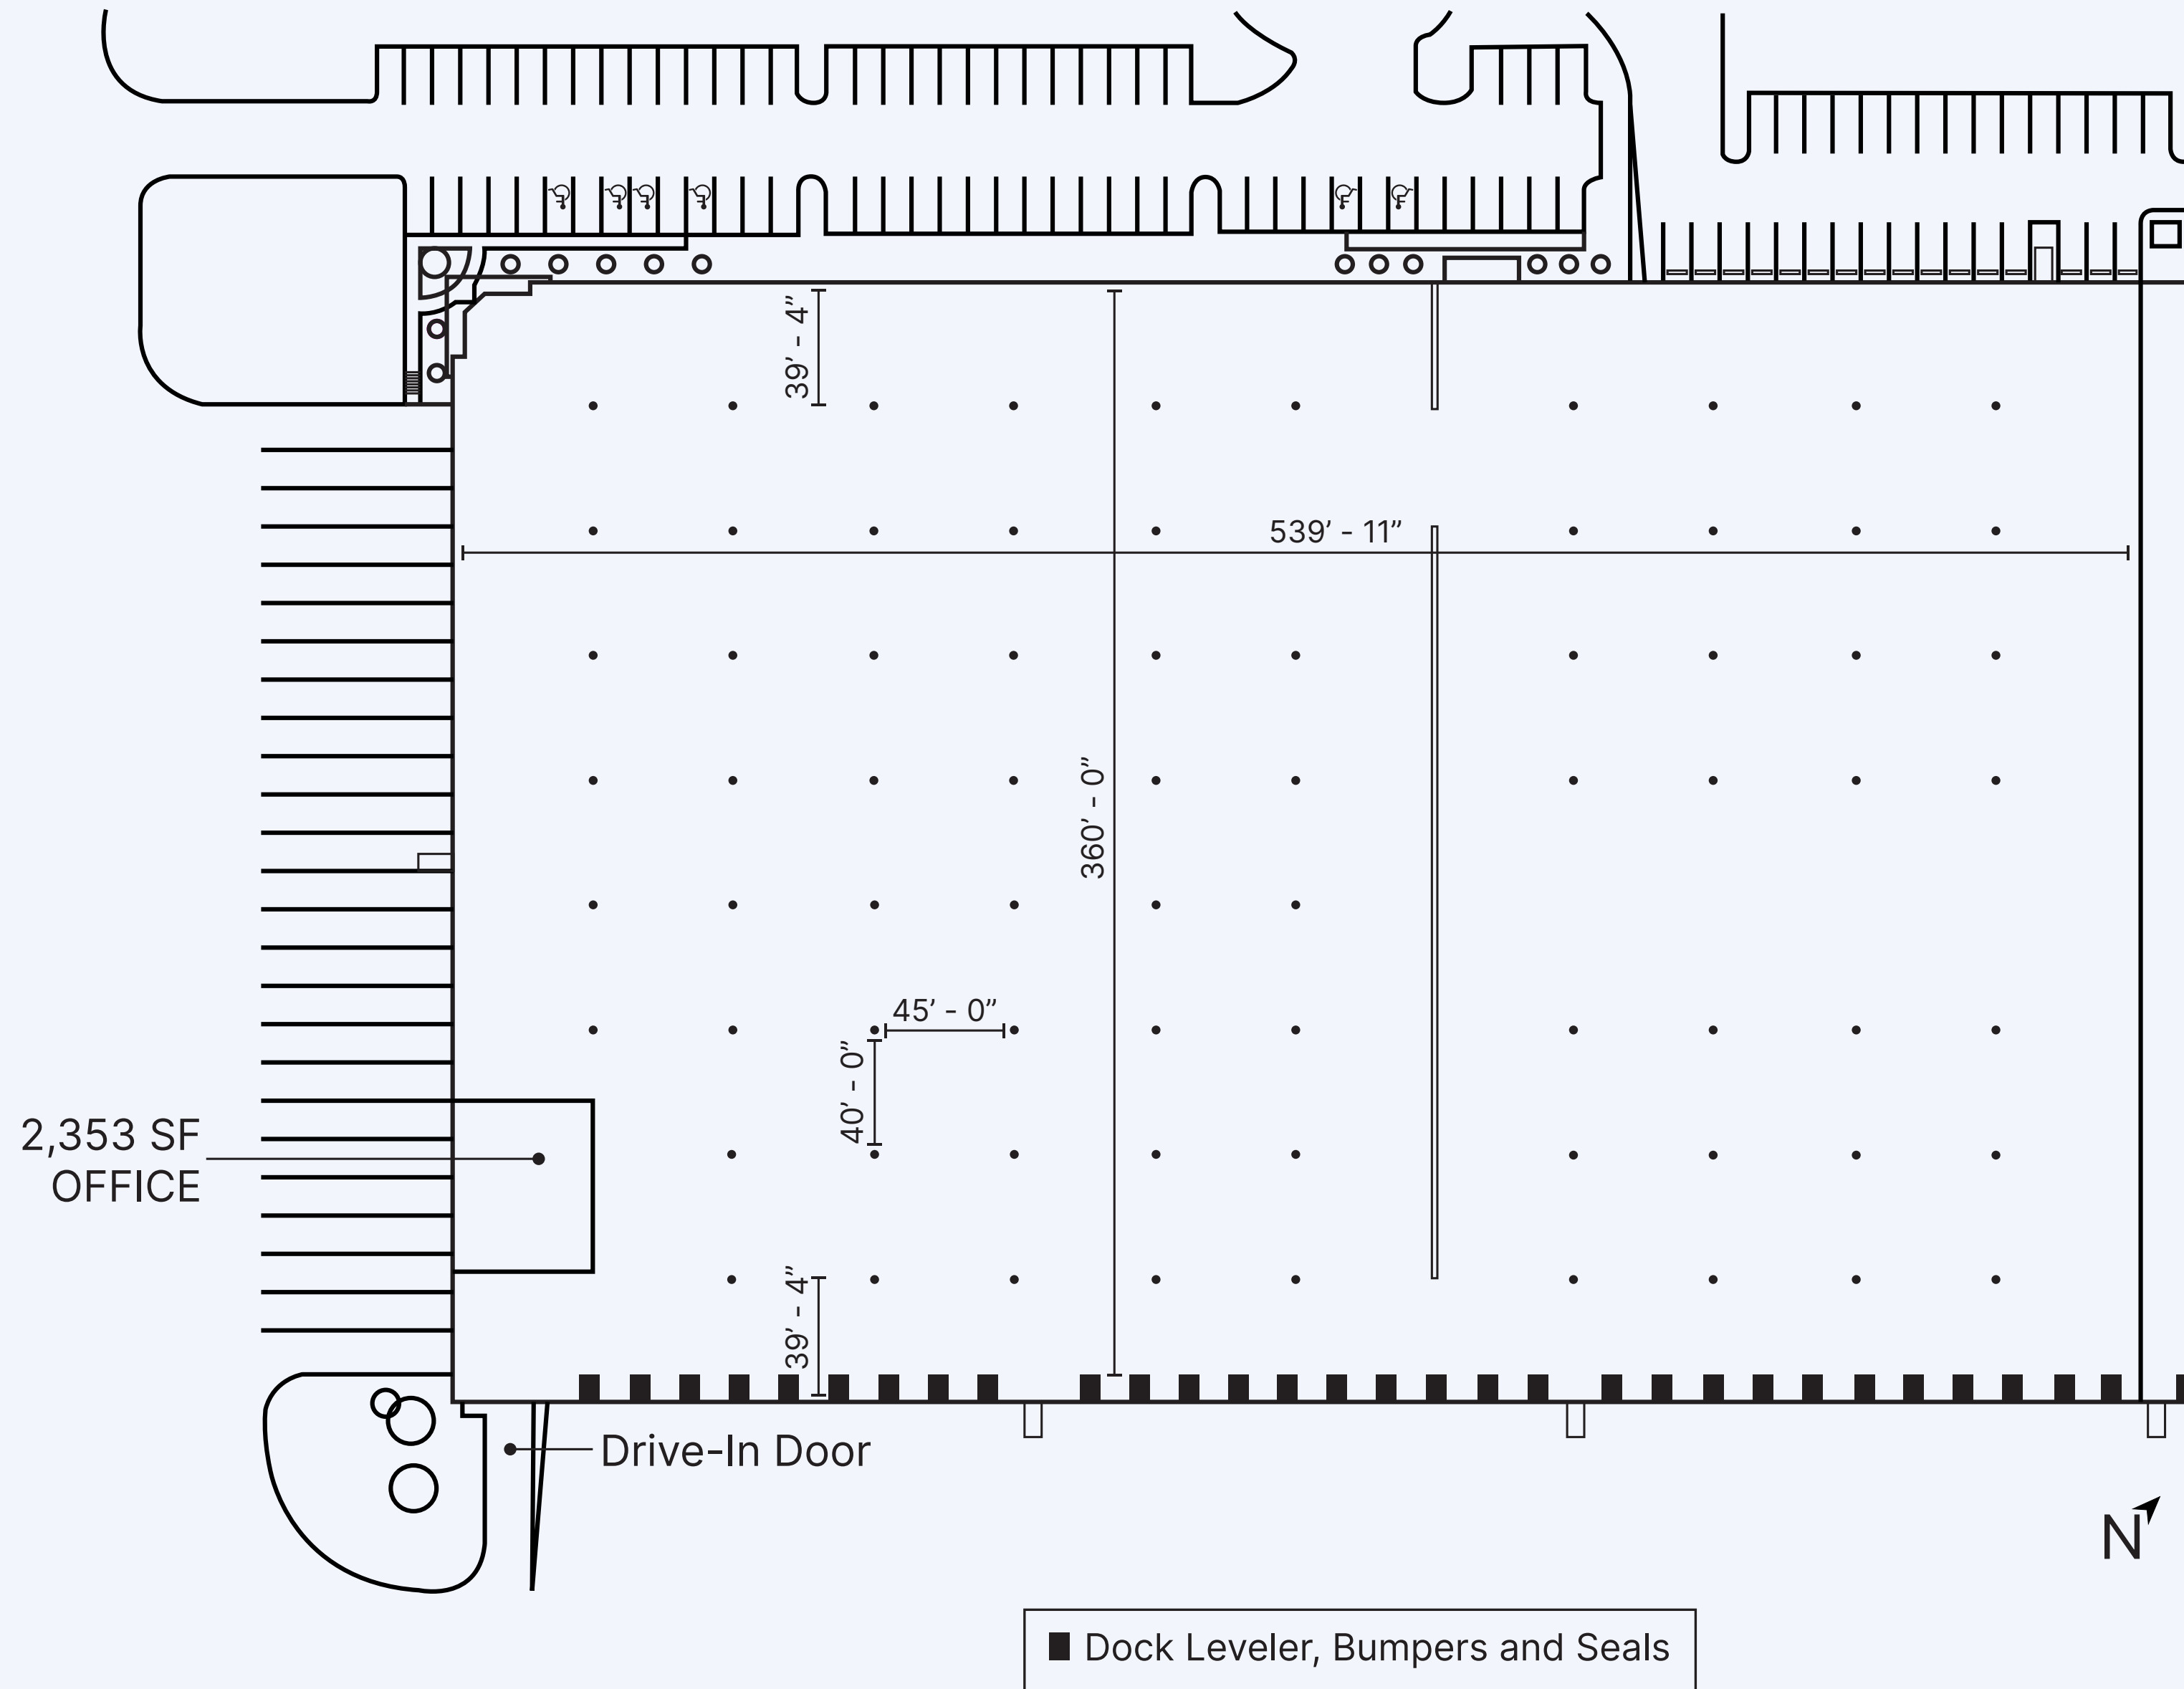 39’ - 4”
539’ - 11”
360’ - 0”
45’ - 0”
40’ - 0”
2,353 SF
OFFICE
39’ - 4”
Drive-In Door
N
Dock Leveler, Bumpers and Seals